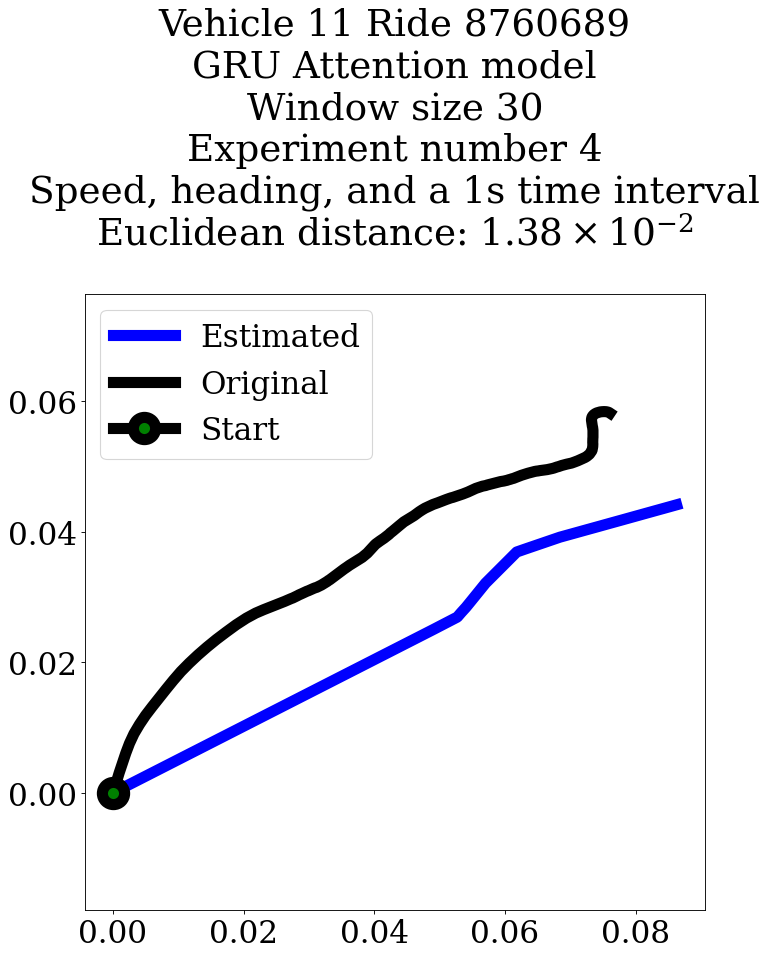 Vehicle 11 Ride 8760689
GRU Attention model
Window size 30
Experiment number 4
Speed, heading, and a 1s time interval
Euclidean distance: 1.38 × 10⁻²
Estimated
Original
Start
0.06
0.04
0.02
0.00
0.00 0.02 0.04 0.06 0.08